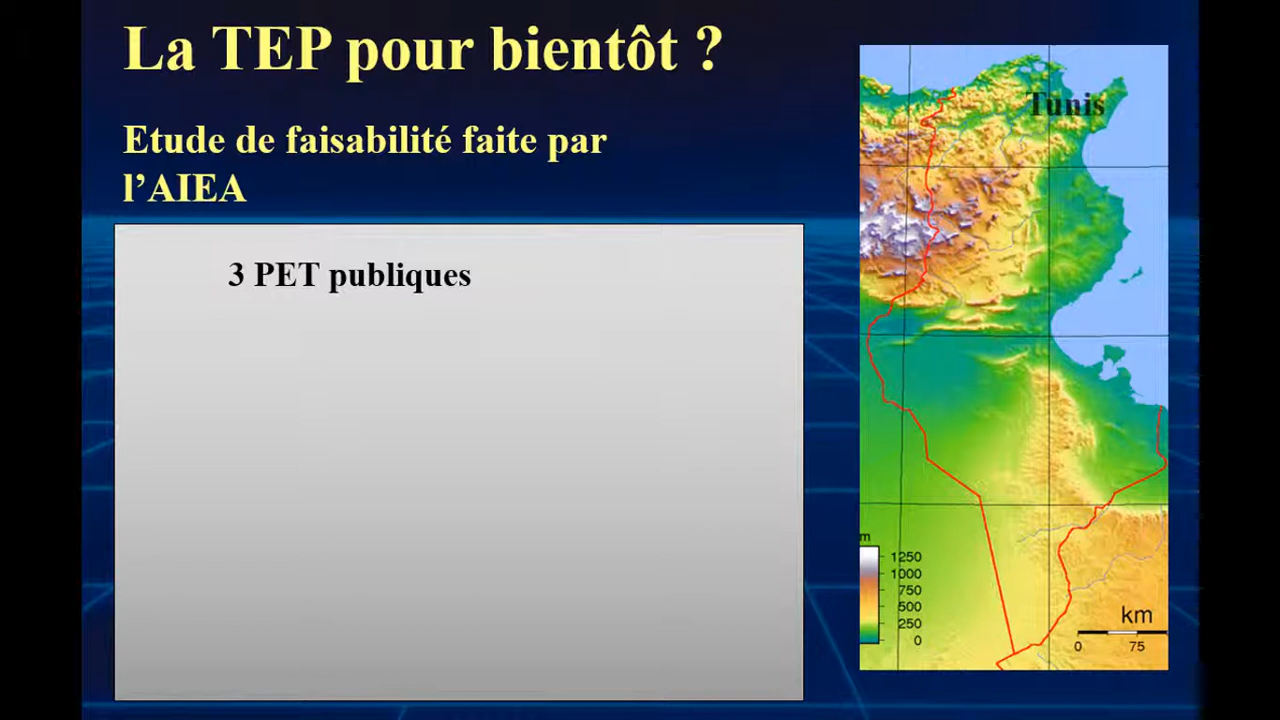 La TEP pour bientôt ?
Etude de faisabilité faite par
l’AIEA
3 PET publiques
Tunis
m
1250
1000
750
500
250
0
km
0 75